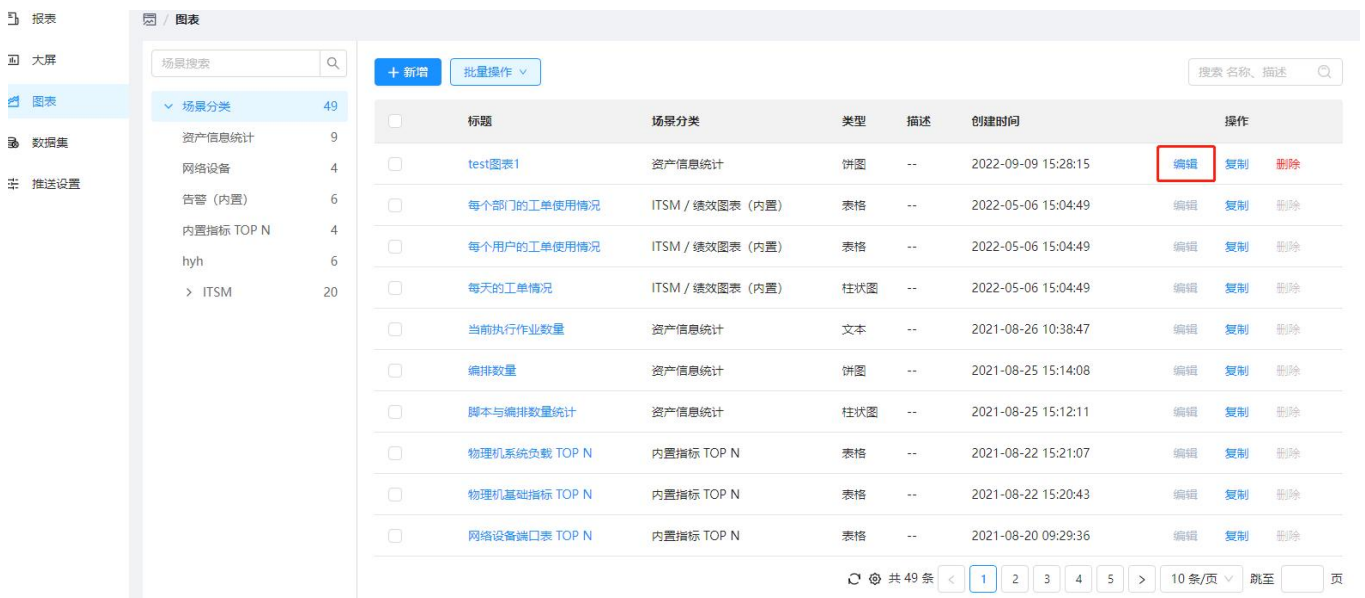 报表
大屏
图表
数据集
推送设置
/ 图表
场景搜索
场景分类 49
资产信息统计 9
网络设备 4
告警（内置） 6
内置指标 TOP N 4
hyh 6
ITSM 20
+ 新增 批量操作 搜索 名称、描述
标题 场景分类 类型 描述 创建时间 操作
test图表1 资产信息统计 饼图 -- 2022-09-09 15:28:15 编辑 复制 删除
每个部门的工单使用情况 ITSM / 绩效图表（内置） 表格 -- 2022-05-06 15:04:49 编辑 复制 删除
每个用户的工单使用情况 ITSM / 绩效图表（内置） 表格 -- 2022-05-06 15:04:49 编辑 复制 删除
每天的工单情况 ITSM / 绩效图表（内置） 柱状图 -- 2022-05-06 15:04:49 编辑 复制 删除
当前执行作业数量 资产信息统计 文本 -- 2021-08-26 10:38:47 编辑 复制 删除
编排数量 资产信息统计 饼图 -- 2021-08-25 15:14:08 编辑 复制 删除
脚本与编排数量统计 资产信息统计 柱状图 -- 2021-08-25 15:12:11 编辑 复制 删除
物理机系统负载 TOP N 内置指标 TOP N 表格 -- 2021-08-22 15:21:07 编辑 复制 删除
物理机基础指标 TOP N 内置指标 TOP N 表格 -- 2021-08-22 15:20:43 编辑 复制 删除
网络设备端口表 TOP N 内置指标 TOP N 表格 -- 2021-08-20 09:29:36 编辑 复制 删除
共 49 条 < 1 2 3 4 5 > 10 条/页 跳至 页